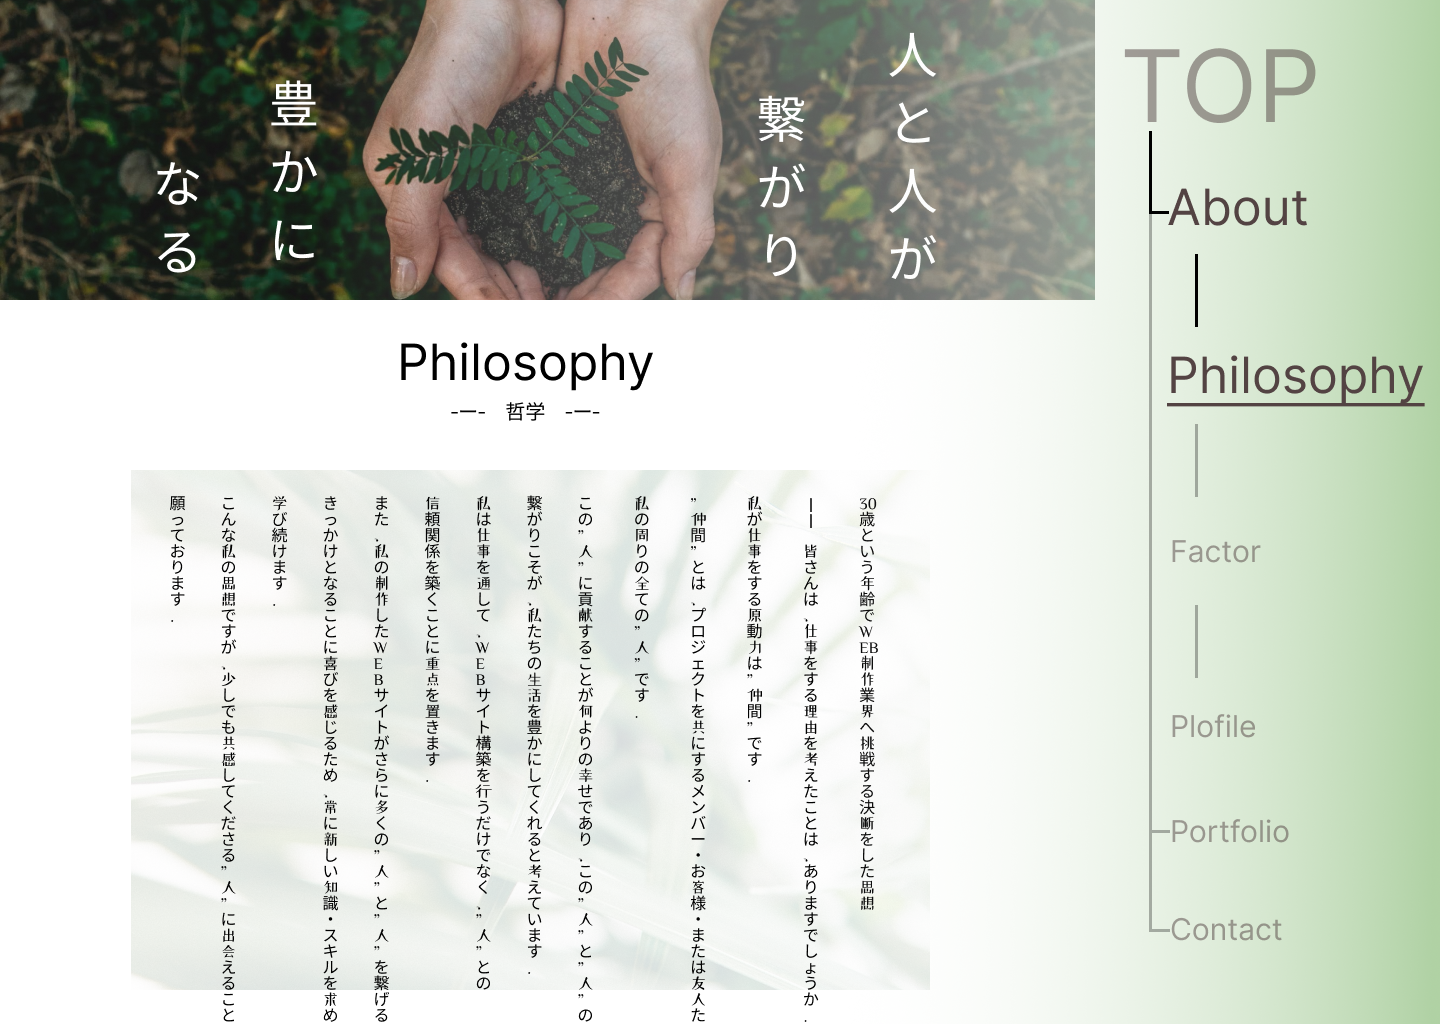 人と人が
繋がり
豊かに
なる
TOP
About
Philosophy
Factor
Plofile
Portfolio
Contact
Philosophy
-ー-　哲学　-ー-
30歳という年齢でWEB制作業界へ挑戦する決断をした思想
―― 皆さんは、仕事をする理由を考えたことは、ありますでしょうか.
私が仕事をする原動力は”仲間”です.
”仲間”とは、プロジェクトを共にするメンバー・お客様・または友人た
私の周りの全ての”人”です.
この”人”に貢献することが何よりの幸せであり、この”人”と”人”の
繋がりこそが、私たちの生活を豊かにしてくれると考えています.
私は仕事を通して、WEBサイト構築を行うだけでなく、”人”との
信頼関係を築くことに重点を置きます.
また、私の制作したWEBサイトがさらに多くの”人”と”人”を繋げる
きっかけとなることに喜びを感じるため、常に新しい知識・スキルを求め
学び続けます.
こんな私の思想ですが、少しでも共感してくださる”人”に出会えること
願っております.